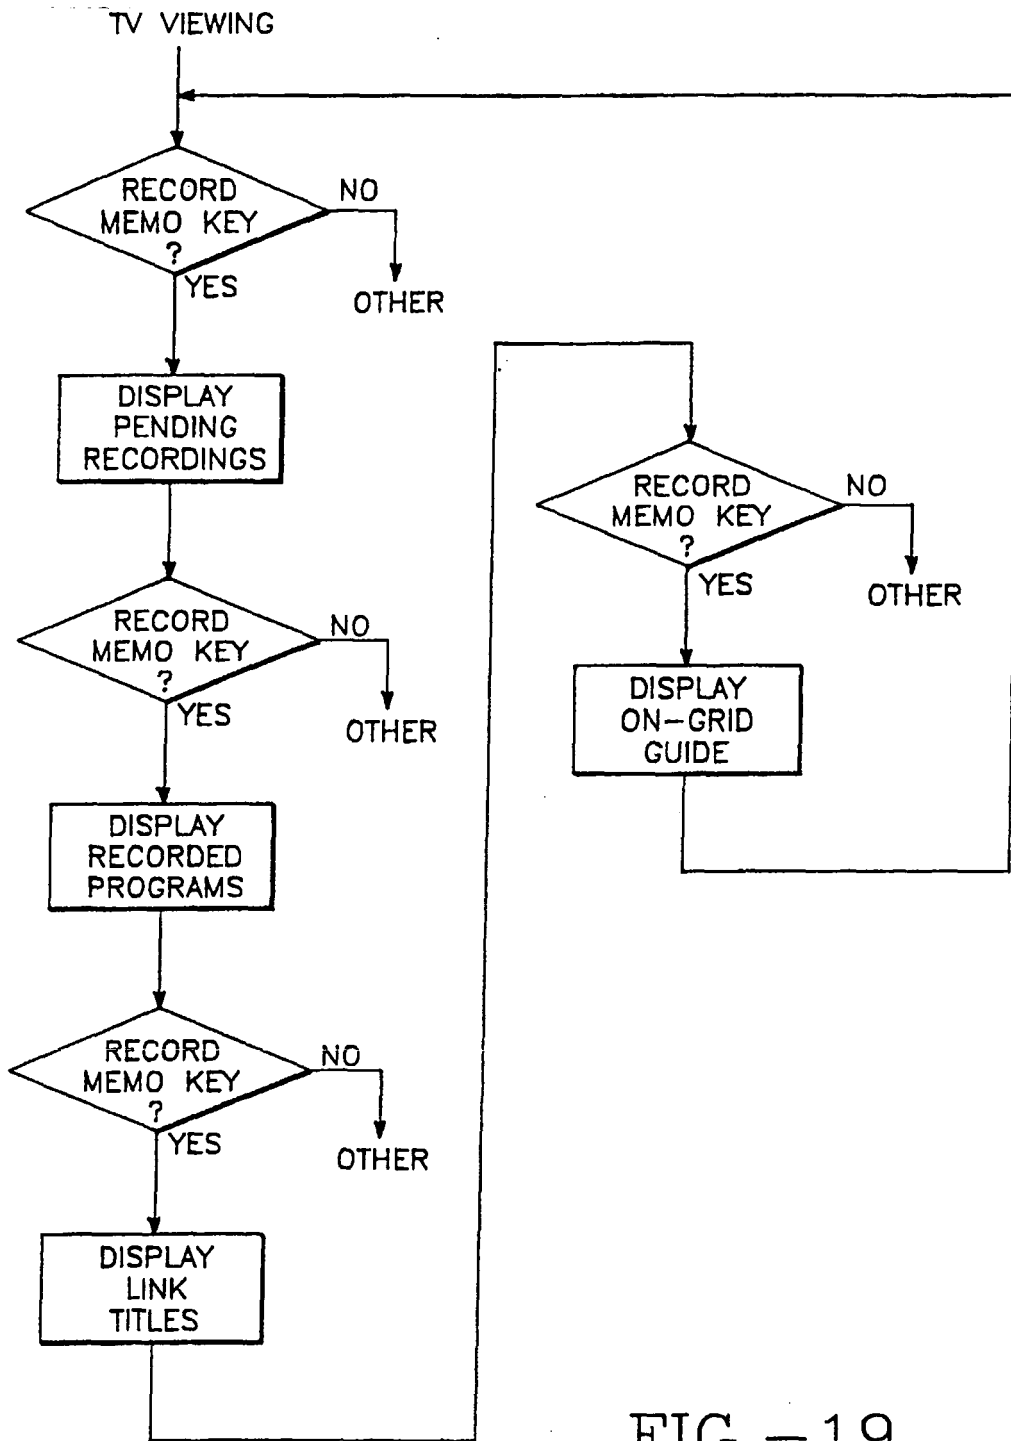 TV VIEWING
RECORD
MEMO KEY
?
NO
YES
OTHER
DISPLAY
PENDING
RECORDINGS
RECORD
MEMO KEY
?
NO
YES
OTHER
DISPLAY
RECORDED
PROGRAMS
RECORD
MEMO KEY
?
NO
YES
OTHER
DISPLAY
LINK
TITLES
RECORD
MEMO KEY
?
NO
YES
OTHER
DISPLAY
ON-GRID
GUIDE
FIG.-19